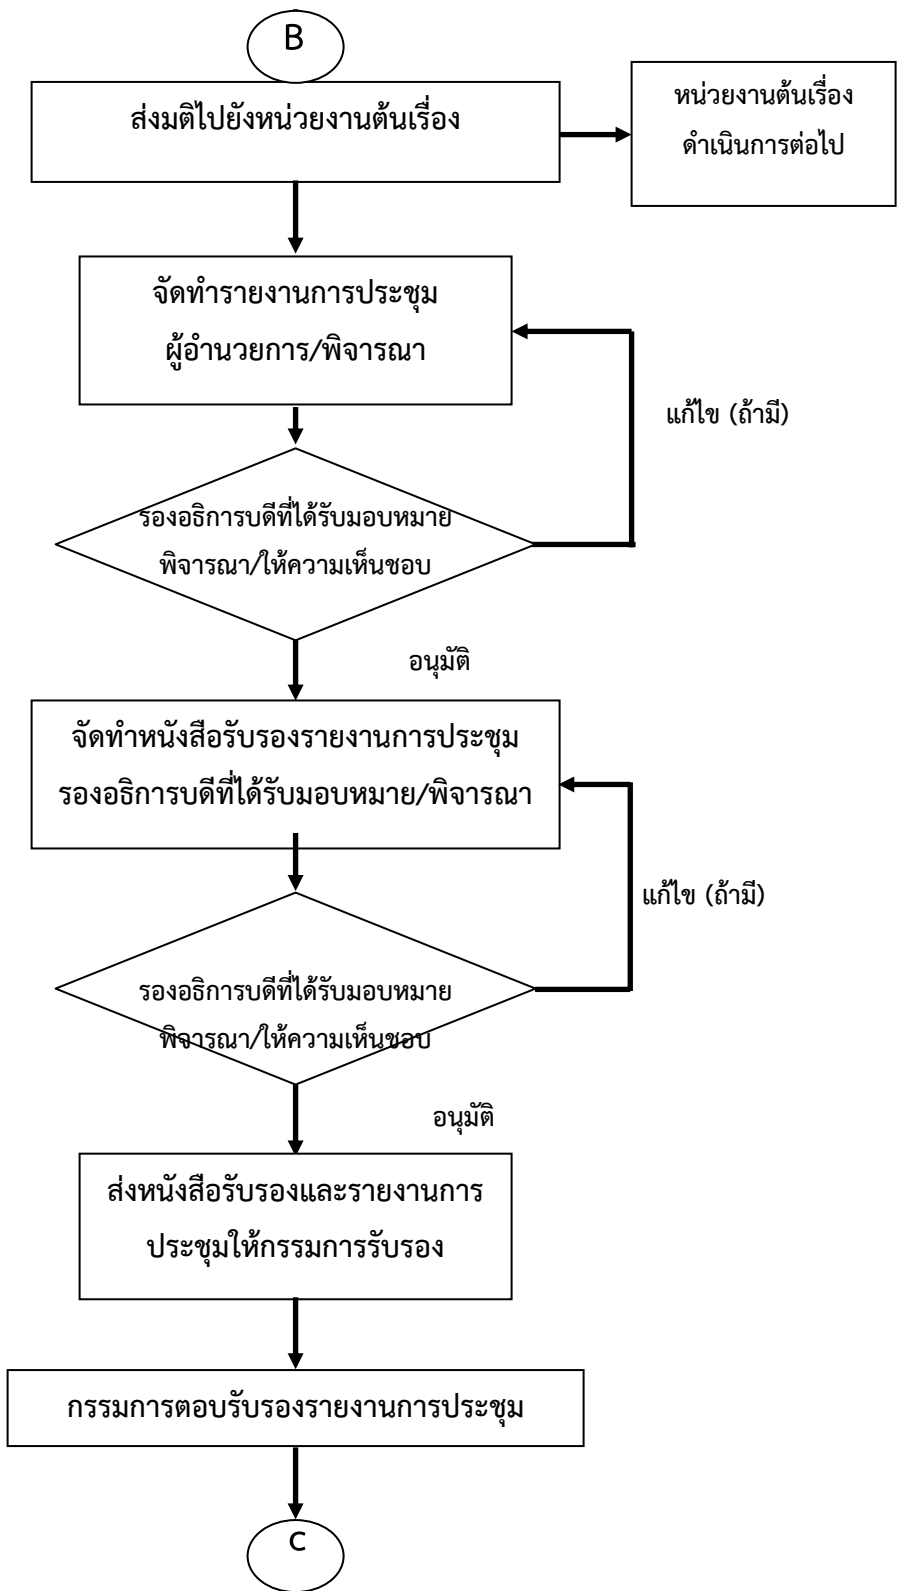 B
ส่งมติไปยังหน่วยงานต้นเรื่อง
หน่วยงานต้นเรื่อง
ดำเนินการต่อไป
จัดทำรายงานการประชุม
ผู้อำนวยการ/พิจารณา
แก้ไข (ถ้ามี)
รองอธิการบดีที่ได้รับมอบหมาย
พิจารณา/ให้ความเห็นชอบ
อนุมัติ
จัดทำหนังสือรับรองรายงานการประชุม
รองอธิการบดีที่ได้รับมอบหมาย/พิจารณา
แก้ไข (ถ้ามี)
รองอธิการบดีที่ได้รับมอบหมาย
พิจารณา/ให้ความเห็นชอบ
อนุมัติ
ส่งหนังสือรับรองและรายงานการ
ประชุมให้กรรมการรับรอง
กรรมการตอบรับรองรายงานการประชุม
C